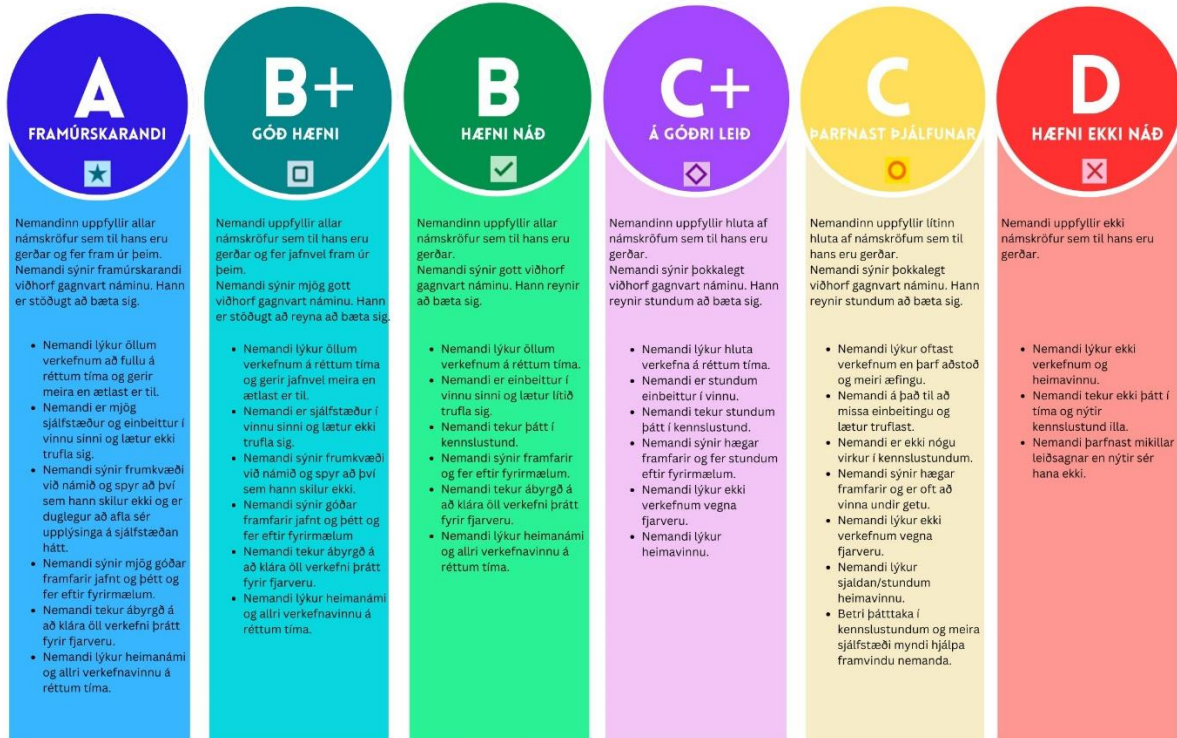 A
FRAMÚRSKARANDI
Nemandinn uppfyllir allar
námskröfur sem til hans eru
gerðar og fer fram úr þeim.
Nemandi sýnir framúrskarandi
viðhorf gagnvart náminu. Hann
er stöðugt að bæta sig.
• Nemandi lýkur öllum
verkefnum að fullu á
réttum tíma og gerir
meira en ætlast er til.
• Nemandi er mjög
sjálfstæður og einbeittur í
vinnu sinni og lætur ekki
trufla sig.
• Nemandi sýnir frumkvæði
við námið og spyr að því
sem hann skilur ekki og er
duglegur að afla sér
upplýsinga á sjálfstæðan
hátt.
• Nemandi sýnir mjög góðar
framfarir jafnt og þétt og
fer eftir fyrirmælum.
• Nemandi tekur ábyrgð á
að klára öll verkefni þrátt
fyrir fjarveru.
• Nemandi lýkur heimanámi
og allri verkefnavinnu á
réttum tíma.
B+
GÓÐ HÆFNI
Nemandi uppfyllir allar
námskröfur sem til hans eru
gerðar og fer jafnvel fram úr
þeim.
Nemandi sýnir mjög gott
viðhorf gagnvart náminu. Hann
er stöðugt að reyna að bæta sig.
• Nemandi lýkur öllum
verkefnum á réttum tíma
og gerir jafnvel meira en
ætlast er til.
• Nemandi er sjálfstæður í
vinnu sinni og lætur ekki
trufla sig.
• Nemandi sýnir frumkvæði
við námið og spyr að því
sem hann skilur ekki.
• Nemandi sýnir góðar
framfarir jafnt og þétt og
fer eftir fyrirmælum
• Nemandi tekur ábyrgð á
að klára öll verkefni þrátt
fyrir fjarveru.
• Nemandi lýkur heimanámi
og allri verkefnavinnu á
réttum tíma.
B
HÆFNI NÁÐ
Nemandinn uppfyllir allar
námskröfur sem til hans eru
gerðar.
Nemandi sýnir gott viðhorf
gagnvart náminu. Hann reynir
að bæta sig.
• Nemandi lýkur öllum
verkefnum á réttum tíma.
• Nemandi er einbeittur í
vinnu sinni og lætur lítið
trufla sig.
• Nemandi tekur þátt í
kennslustund.
• Nemandi sýnir framfarir
og fer eftir fyrirmælum.
• Nemandi tekur ábyrgð á
að klára öll verkefni þrátt
fyrir fjarveru.
• Nemandi lýkur heimanámi
og allri verkefnavinnu á
réttum tíma.
C+
Á GÓÐRI LEIÐ
Nemandinn uppfyllir hluta af
námskröfum sem til hans eru
gerðar.
Nemandi sýnir þokkalegt
viðhorf gagnvart náminu. Hann
reynir stundum að bæta sig.
• Nemandi lýkur hluta
verkefna á réttum tíma.
• Nemandi er stundum
einbeittur í vinnu.
• Nemandi tekur stundum
þátt í kennslustund.
• Nemandi sýnir hægar
framfarir og fer stundum
eftir fyrirmælum.
• Nemandi lýkur ekki
verkefnum vegna
fjarveru.
• Nemandi lýkur
heimavinnu.
C
ÞARFNAST ÞJÁLFUNAR
Nemandinn uppfyllir lítinn
hluta af námskröfum sem til
hans eru gerðar.
Nemandi sýnir þokkalegt
viðhorf gagnvart náminu. Hann
reynir stundum að bæta sig.
• Nemandi lýkur oftast
verkefnum en þarf aðstoð
og meiri æfingu.
• Nemandi á það til að
missa einbeitingu og
lætur truflast.
• Nemandi er ekki nógu
virkur í kennslustundum.
• Nemandi sýnir hægar
framfarir og er oft að
vinna undir getu.
• Nemandi lýkur ekki
verkefnum vegna
fjarveru.
• Nemandi lýkur
sjaldan/stundum
heimavinnu.
• Betri þátttaka í
kennslustundum og meira
sjálfstæði myndi hjálpa
framvindu nemanda.
D
HÆFNI EKKI NÁÐ
Nemandi uppfyllir ekki
námskröfur sem til hans eru
gerðar.
• Nemandi lýkur ekki
verkefnum og
heimavinnu.
• Nemandi tekur ekki þátt í
tíma og nýtir
kennslustund illa.
• Nemandi þarfnast mikillar
leiðsagnar en nýtir sér
hana ekki.